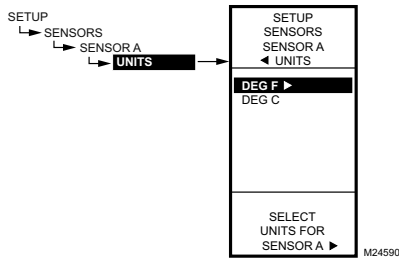 SETUP
SENSORS
SENSOR A
UNITS
SETUP
SENSORS
SENSOR A
◄ UNITS
DEG F ►
DEG C
SELECT
UNITS FOR
SENSOR A ►
M24590